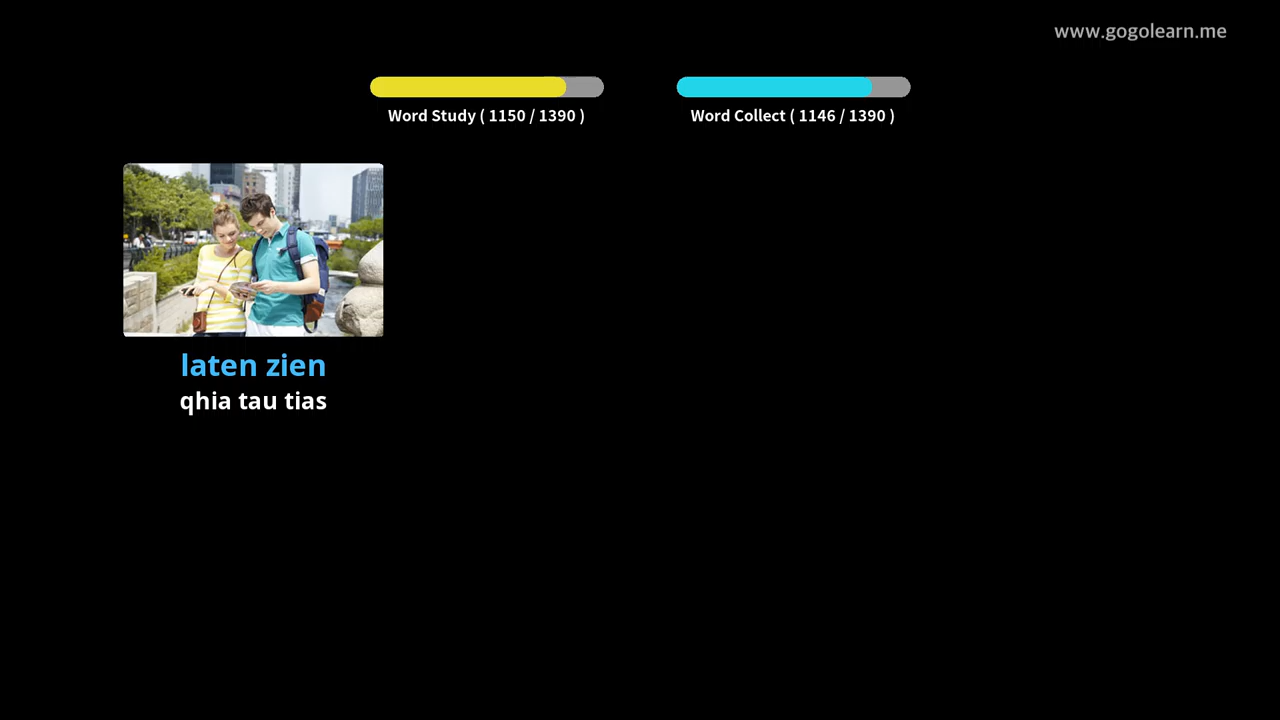 www.gogolearn.me
Word Study ( 1150 / 1390 )
Word Collect ( 1146 / 1390 )
laten zien
qhia tau tias